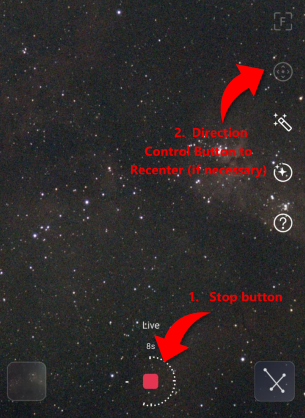 F
2. Direction
Control Button to
Recenter (if necessary)
?
1. Stop button
Live
8s